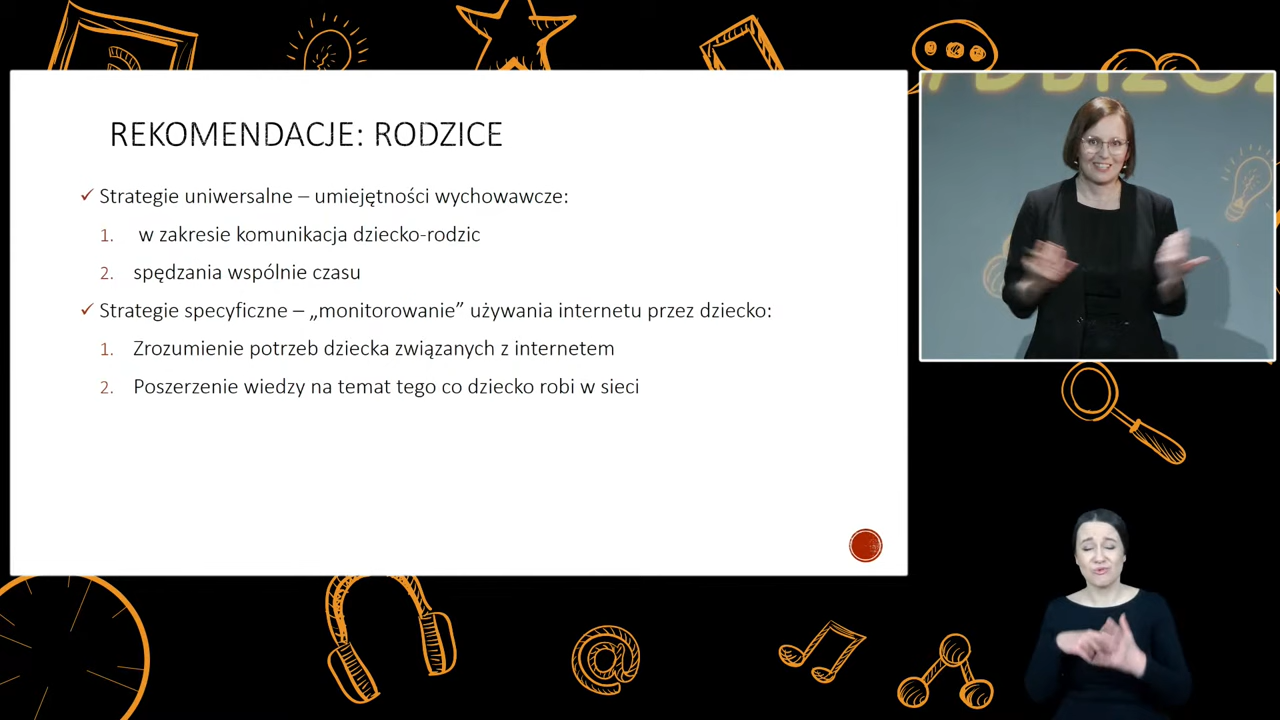 #DBI202
REKOMENDACJE: RODZICE
✓ Strategie uniwersalne – umiejętności wychowawcze:
1. w zakresie komunikacja dziecko-rodzic
2. spędzania wspólnie czasu
✓ Strategie specyficzne – „monitorowanie” używania internetu przez dziecko:
1. Zrozumienie potrzeb dziecka związanych z internetem
2. Poszerzenie wiedzy na temat tego co dziecko robi w sieci
@